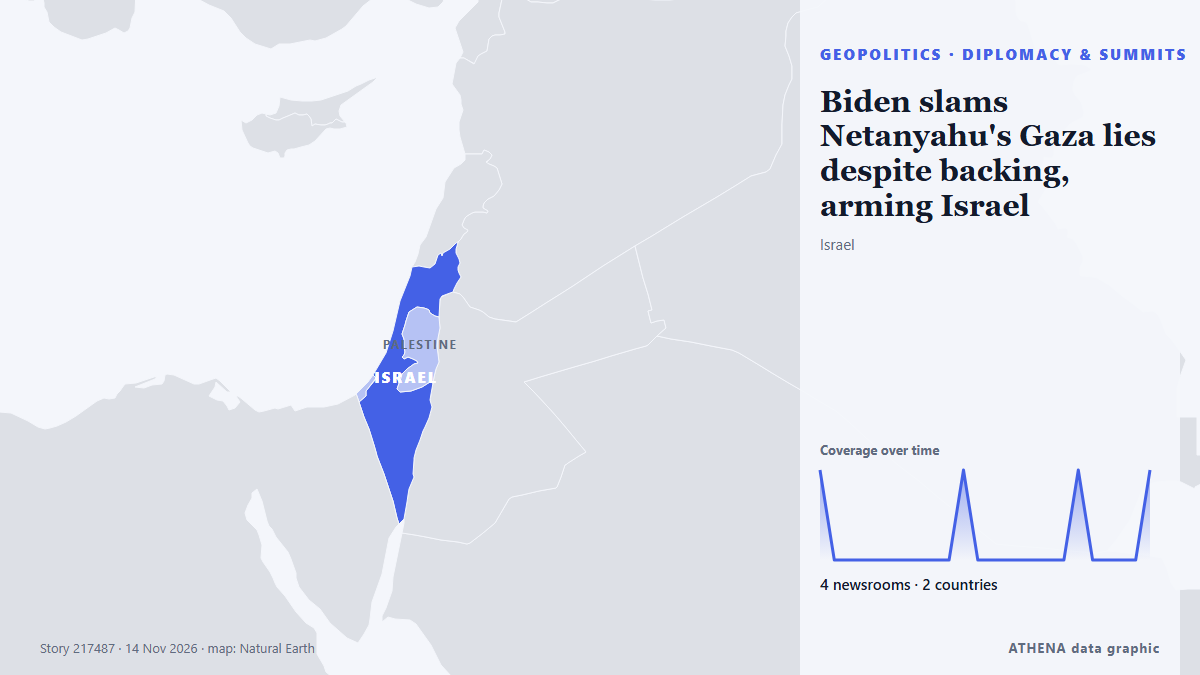 GEOPOLITICS · DIPLOMACY & SUMMITS
Biden slams
Netanyahu's Gaza lies
despite backing,
arming Israel
Israel
PALESTINE
ISRAEL
Coverage over time
4 newsrooms · 2 countries
Story 217487 · 14 Nov 2026 · map: Natural Earth
ATHENA data graphic